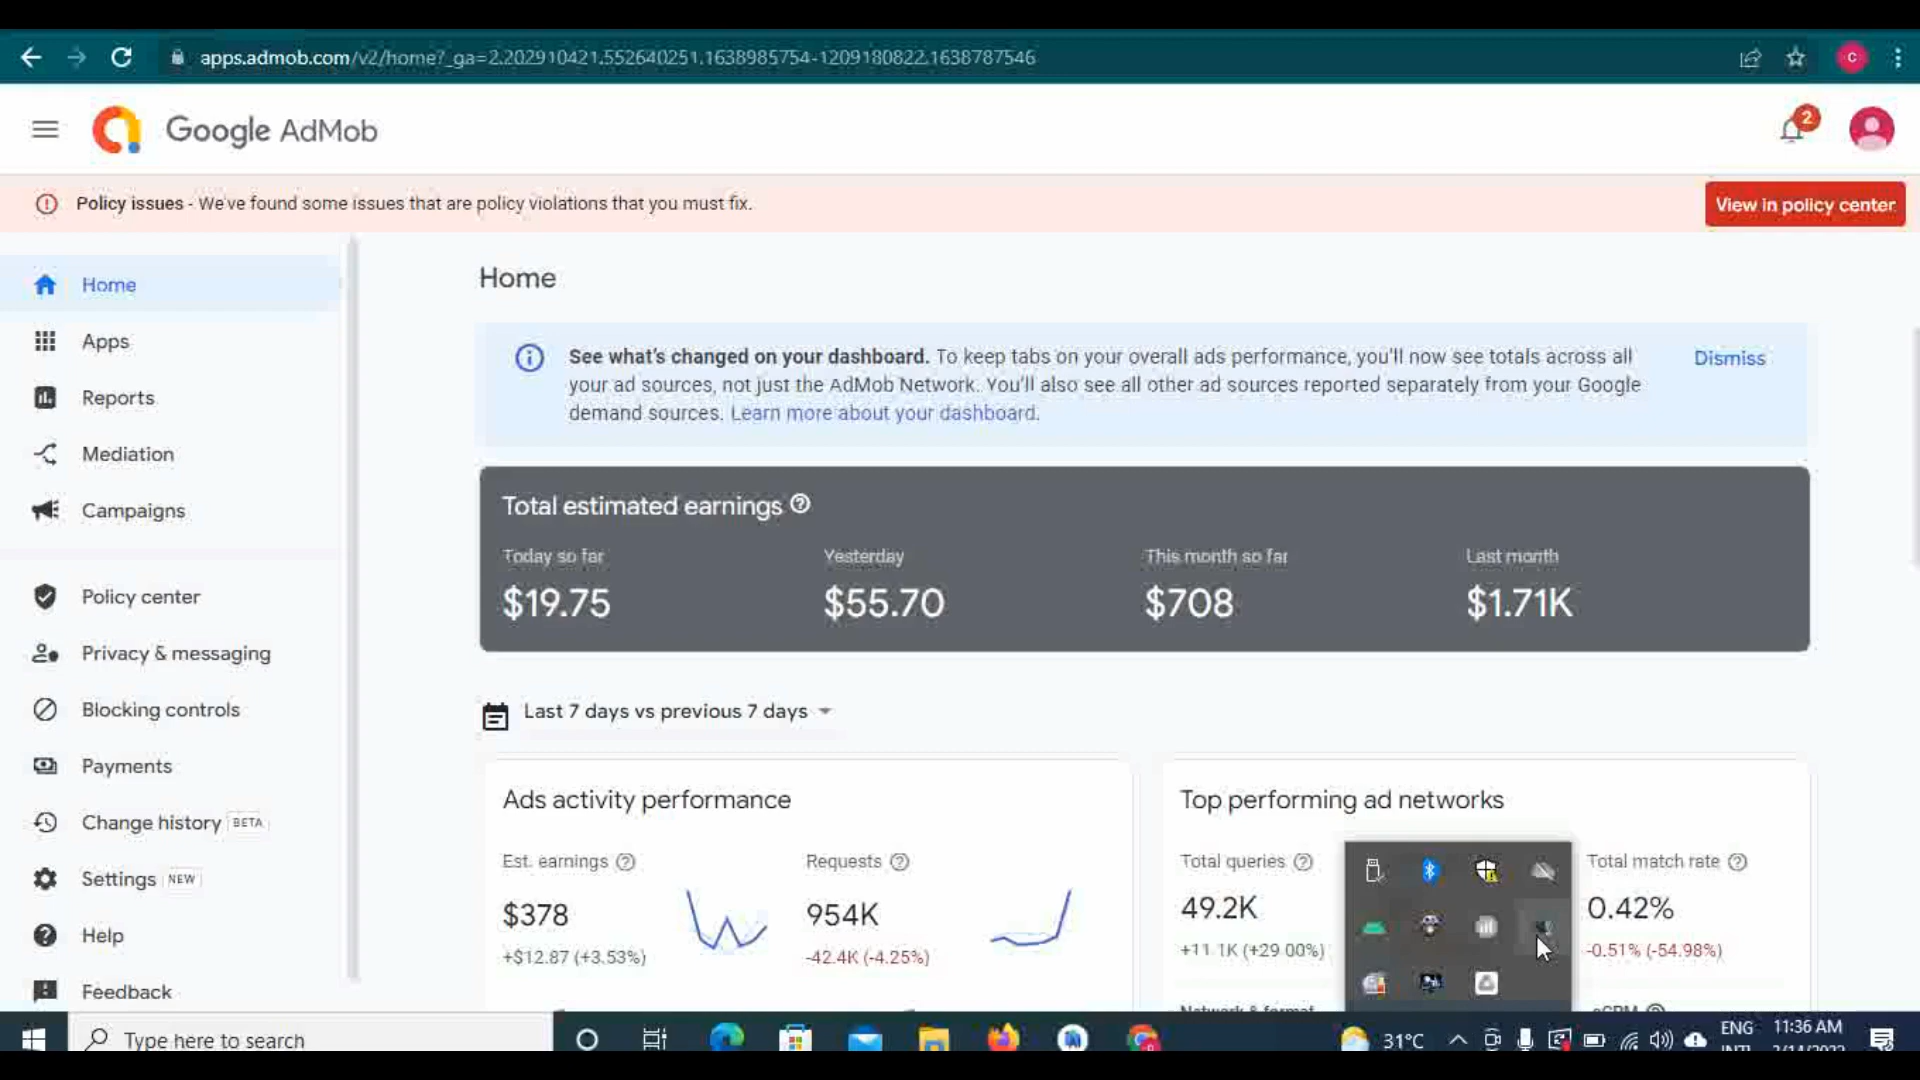 apps.admob.com/v2/home?_ga=2.202910421.552640251.1638985754-1209180822.1638787546
C
Google AdMob
2
Policy issues - We've found some issues that are policy violations that you must fix.
View in policy center
Home
Apps
Reports
Mediation
Campaigns
Policy center
Privacy & messaging
Blocking controls
Payments
Change history BETA
Settings NEW
Help
Feedback
Home
See what's changed on your dashboard. To keep tabs on your overall ads performance, you'll now see totals across all
your ad sources, not just the AdMob Network. You'll also see all other ad sources reported separately from your Google
demand sources. Learn more about your dashboard.
Dismiss
Total estimated earnings
Today so far
$19.75
Yesterday
$55.70
This month so far
$708
Last month
$1.71K
Last 7 days vs previous 7 days
Ads activity performance
Est. earnings
$378
+$12.87 (+3.53%)
Requests
954K
-42.4K (-4.25%)
Top performing ad networks
Total queries
49.2K
+11.1K (+29.00%)
Total match rate
0.42%
-0.51% (-54.98%)
Network & format
eCPM
Type here to search
31°C
ENG
11:36 AM